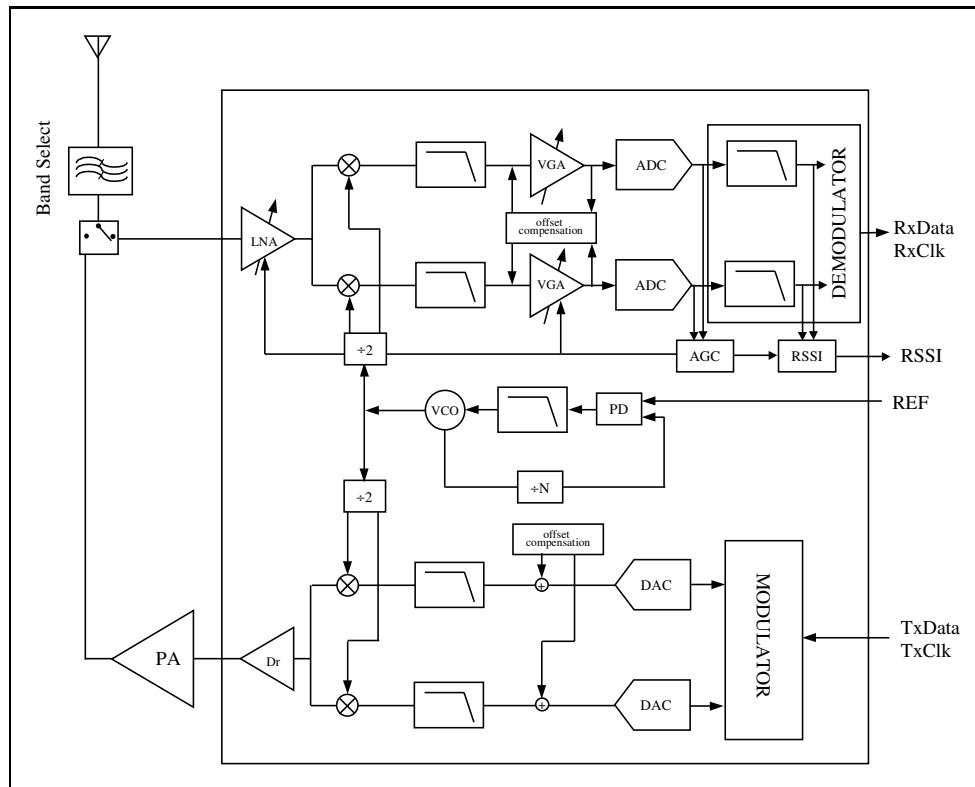 Band Select
LNA
VGA
ADC
offset
compensation
VGA
ADC
DEMODULATOR
RxData
RxClk
÷2
AGC
RSSI
RSSI
VCO
PD
REF
÷N
÷2
offset
compensation
+
DAC
MODULATOR
TxData
TxClk
PA
Dr
+
DAC